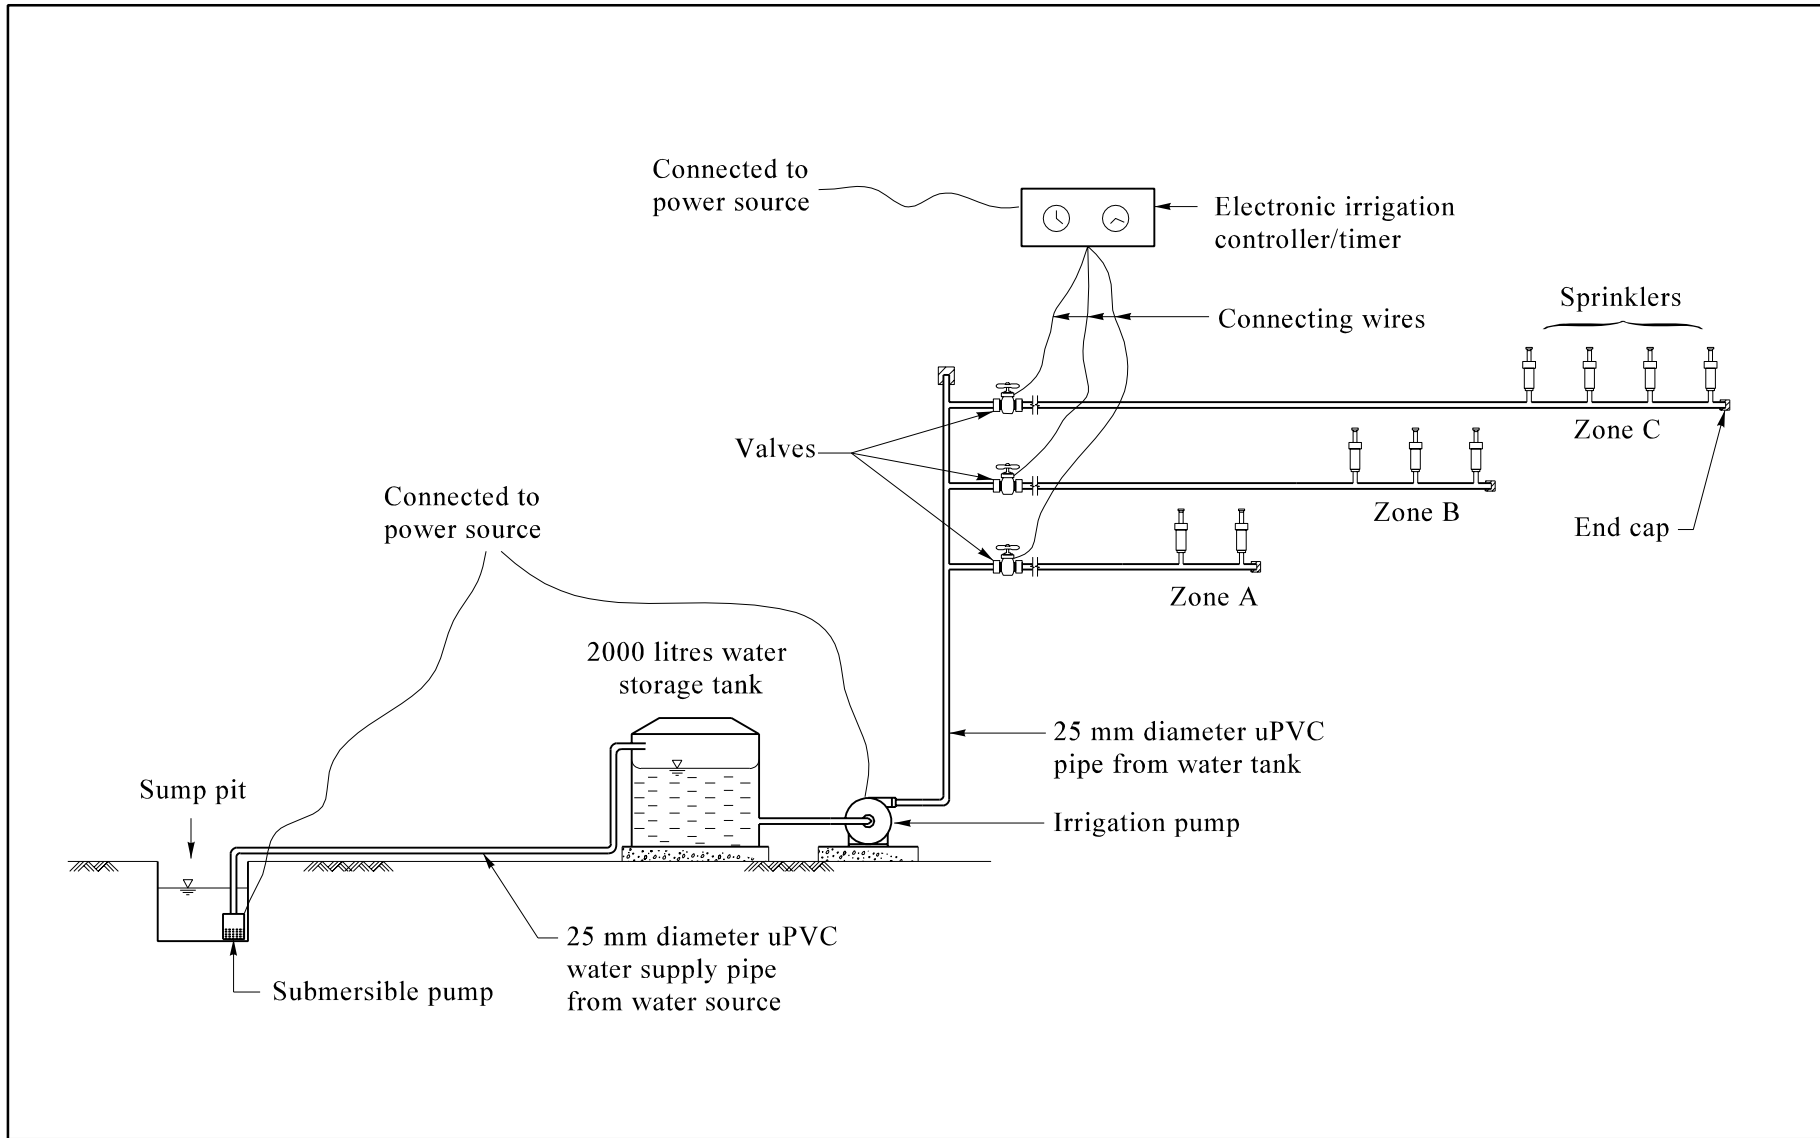 Connected to
power source
Electronic irrigation
controller/timer
Sprinklers
Connecting wires
Zone C
Valves
Connected to
power source
Zone B
End cap
Zone A
2000 litres water
storage tank
25 mm diameter uPVC
pipe from water tank
Sump pit
Irrigation pump
25 mm diameter uPVC
water supply pipe
from water source
Submersible pump